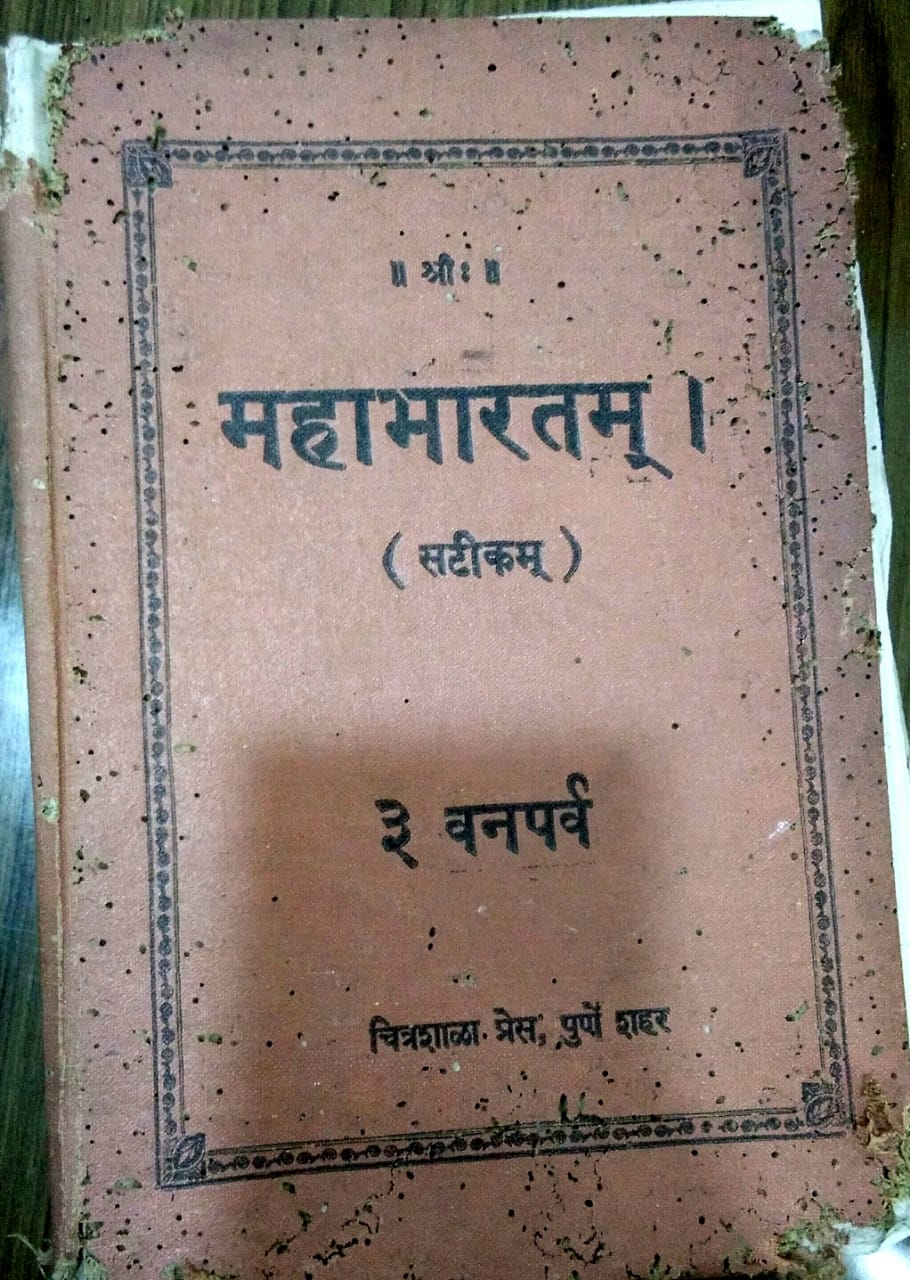 ॥ श्रीः ॥
महाभारतम् ।
( सटीकम् )
३ वनपर्व
चित्रशाळा प्रेस, पुणें शहर